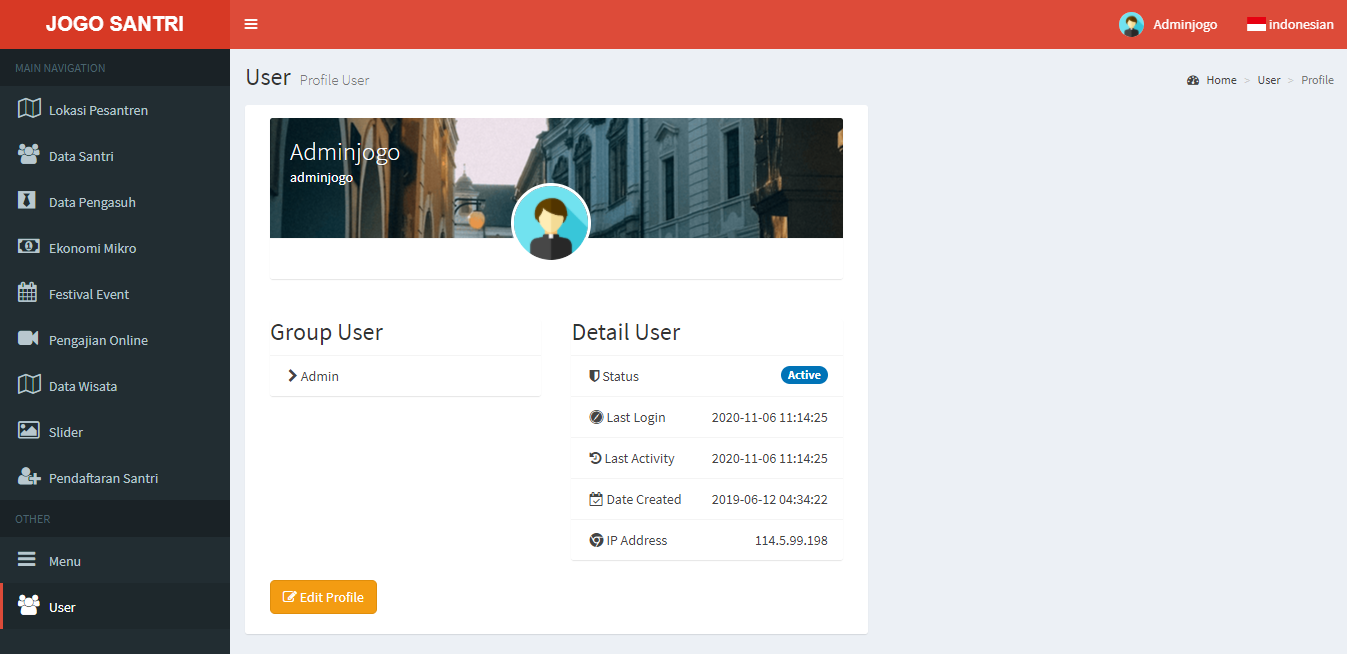 JOGO SANTRI
Adminjogo
indonesian
MAIN NAVIGATION
Lokasi Pesantren
Data Santri
Data Pengasuh
Ekonomi Mikro
Festival Event
Pengajian Online
Data Wisata
Slider
Pendaftaran Santri
OTHER
Menu
User
User Profile User
Home > User > Profile
Adminjogo
adminjogo
Group User
Admin
Detail User
Status Active
Last Login 2020-11-06 11:14:25
Last Activity 2020-11-06 11:14:25
Date Created 2019-06-12 04:34:22
IP Address 114.5.99.198
Edit Profile